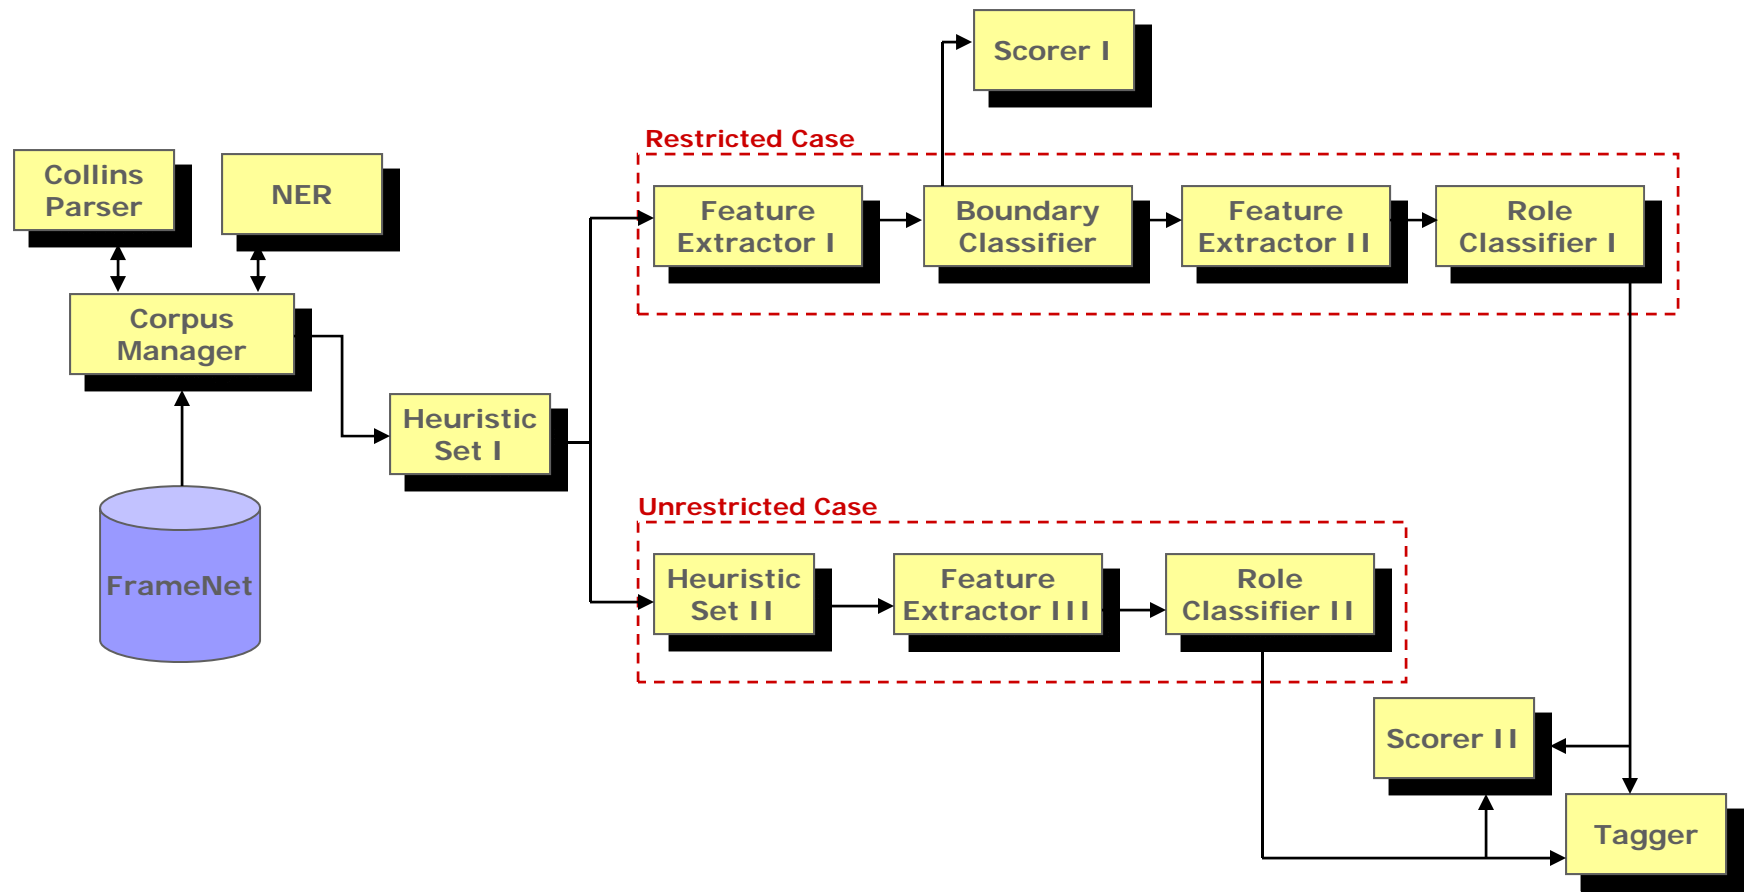 Scorer I
Restricted Case
Collins
Parser
NER
Feature
Extractor I
Boundary
Classifier
Feature
Extractor II
Role
Classifier I
Corpus
Manager
Heuristic
Set I
Unrestricted Case
FrameNet
Heuristic
Set II
Feature
Extractor III
Role
Classifier II
Scorer II
Tagger